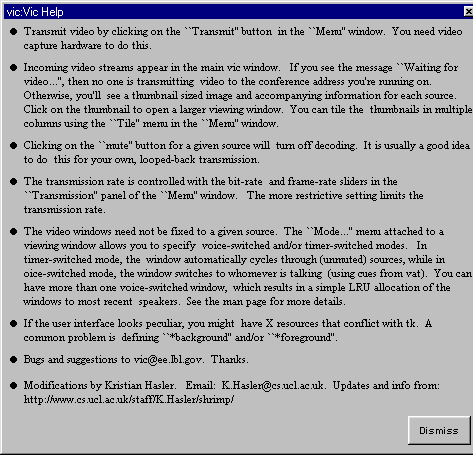 vic:Vic Help
● Transmit video by clicking on the ``Transmit'' button in the ``Menu'' window. You need video
capture hardware to do this.
● Incoming video streams appear in the main vic window. If you see the message ``Waiting for
video...'', then no one is transmitting video to the conference address you're running on.
Otherwise, you'll see a thumbnail sized image and accompanying information for each source.
Click on the thumbnail to open a larger viewing window. You can tile the thumbnails in multiple
columns using the ``Tile'' menu in the ``Menu'' window.
● Clicking on the ``mute'' button for a given source will turn off decoding. It is usually a good idea
to do this for your own, looped-back transmission.
● The transmission rate is controlled with the bit-rate and frame-rate sliders in the
``Transmission'' panel of the ``Menu'' window. The more restrictive setting limits the
transmission rate.
● The video windows need not be fixed to a given source. The ``Mode...'' menu attached to a
viewing window allows you to specify voice-switched and/or timer-switched modes. In
timer-switched mode, the window automatically cycles through (unmuted) sources, while in
oice-switched mode, the window switches to whomever is talking (using cues from vat). You can
have more than one voice-switched window, which results in a simple LRU allocation of the
windows to most recent speakers. See the man page for more details.
● If the user interface looks peculiar, you might have X resources that conflict with tk. A
common problem is defining ``*background'' and/or ``*foreground''.
● Bugs and suggestions to vic@ee.lbl.gov. Thanks.
● Modifications by Kristian Hasler. Email: K.Hasler@cs.ucl.ac.uk. Updates and info from:
http://www.cs.ucl.ac.uk/staff/K.Hasler/shrimp/
Dismiss